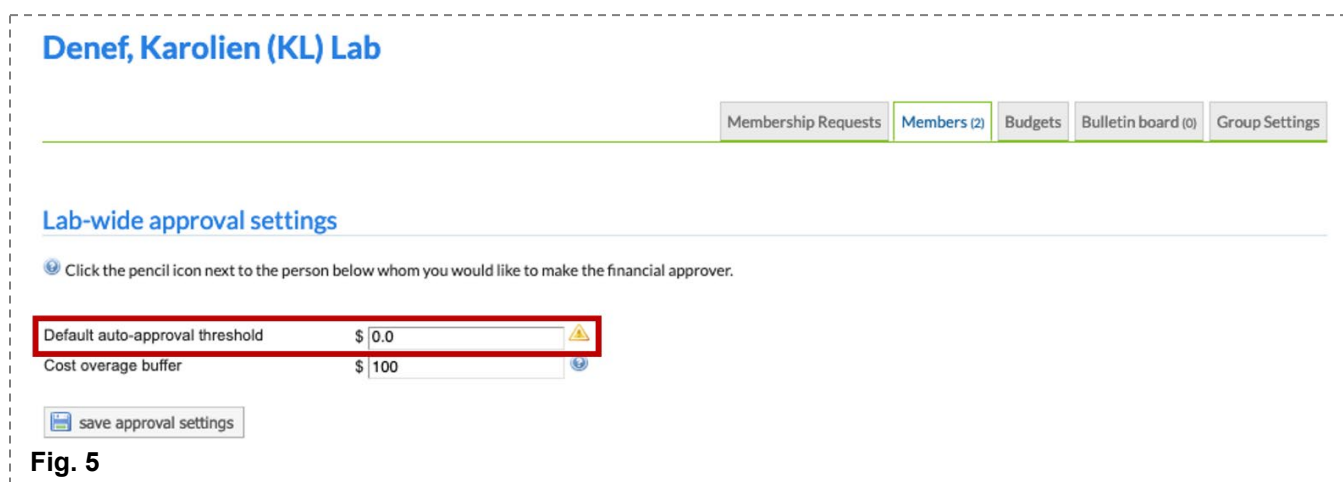 Denef, Karolien (KL) Lab
Membership Requests Members (2) Budgets Bulletin board (0) Group Settings
Lab-wide approval settings
Click the pencil icon next to the person below whom you would like to make the financial approver.
Default auto-approval threshold $ 0.0
Cost overage buffer $ 100
save approval settings
Fig. 5